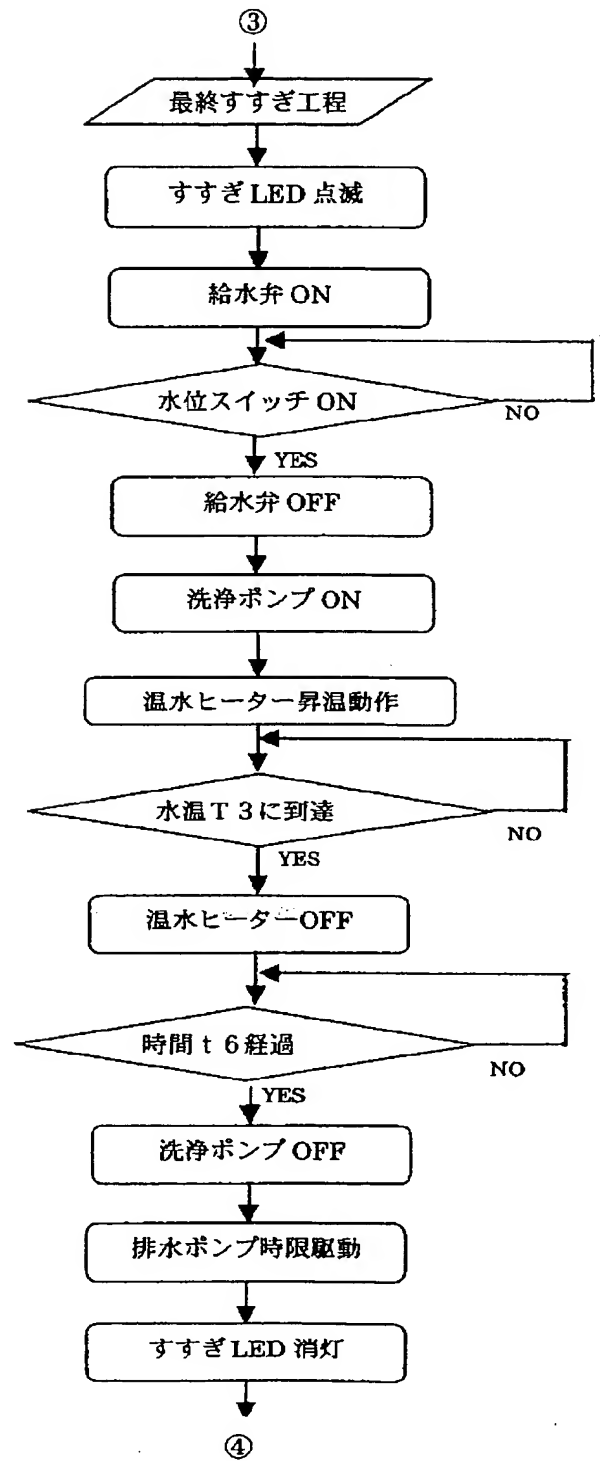 ③
最終すすぎ工程
すすぎLED 点滅
給水弁 ON
水位スイッチ ON
NO
YES
給水弁 OFF
洗浄ポンプ ON
温水ヒーター昇温動作
水温T3に到達
NO
YES
温水ヒーターOFF
時間t6経過
NO
YES
洗浄ポンプ OFF
排水ポンプ時限駆動
すすぎLED 消灯
④